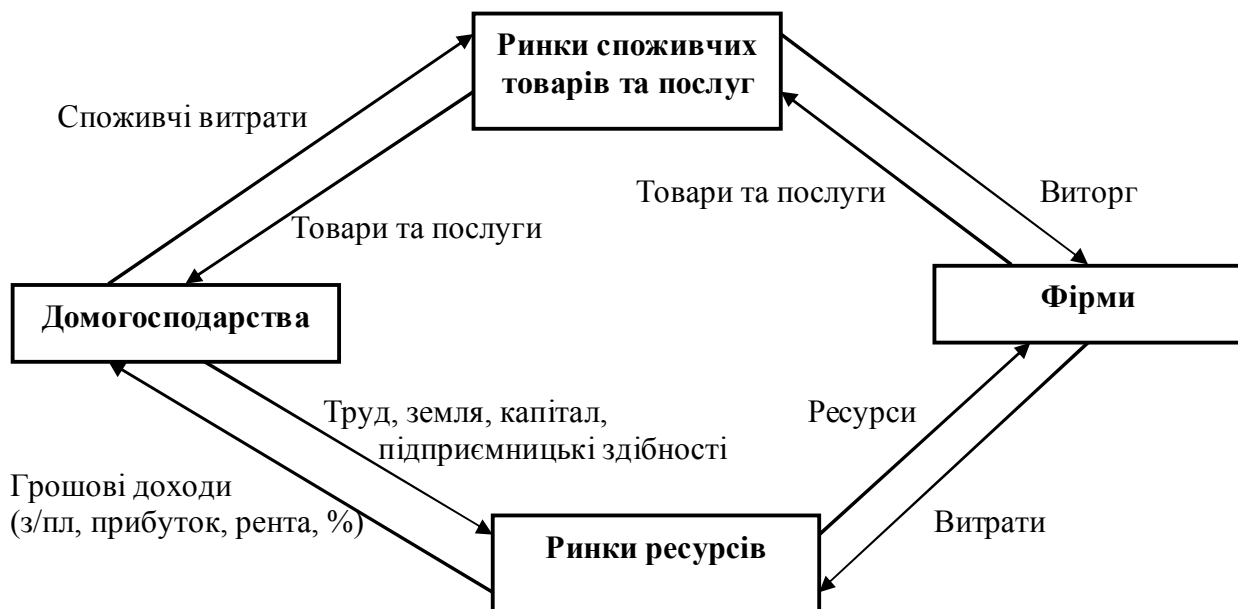 Ринки споживчих
товарів та послуг
Споживчі витрати
Товари та послуги
Виторг
Товари та послуги
Домогосподарства
Фірми
Труд, земля, капітал,
підприємницькі здібності
Ресурси
Грошові доходи
(з/пл, прибуток, рента, %)
Витрати
Ринки ресурсів